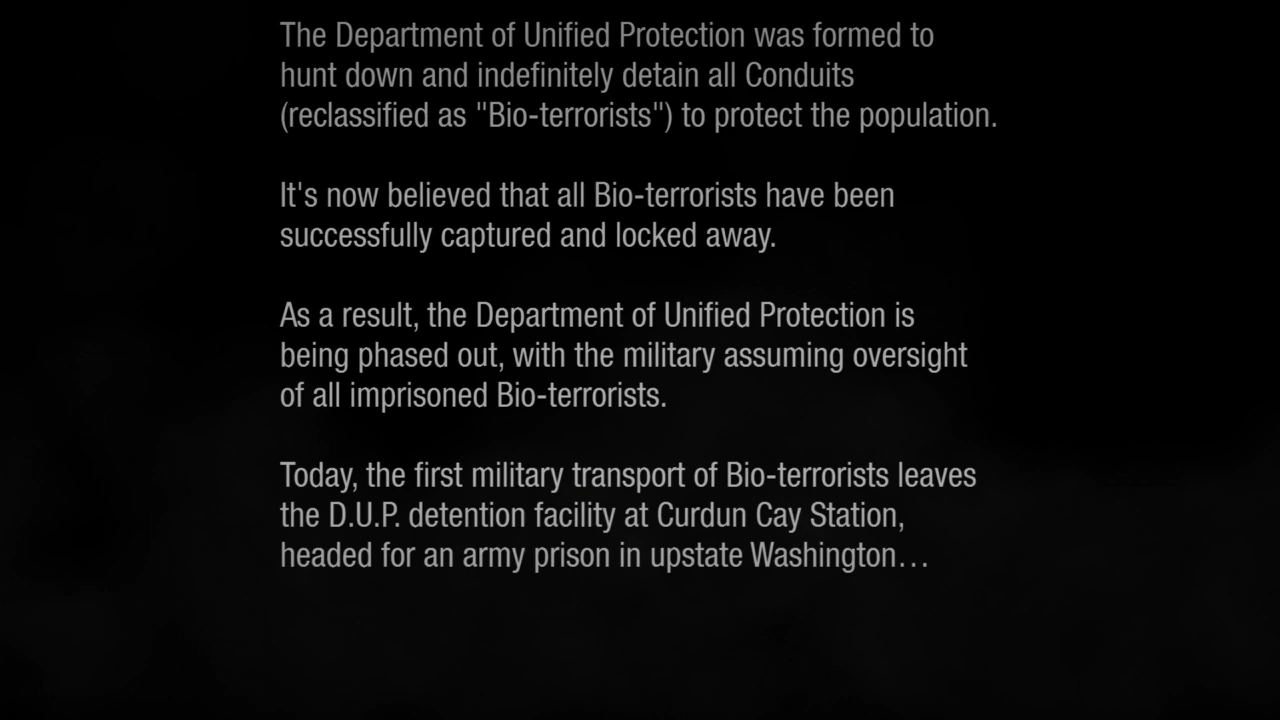 The Department of Unified Protection was formed to
hunt down and indefinitely detain all Conduits
(reclassified as "Bio-terrorists") to protect the population.
It's now believed that all Bio-terrorists have been
successfully captured and locked away.
As a result, the Department of Unified Protection is
being phased out, with the military assuming oversight
of all imprisoned Bio-terrorists.
Today, the first military transport of Bio-terrorists leaves
the D.U.P. detention facility at Curdun Cay Station,
headed for an army prison in upstate Washington…